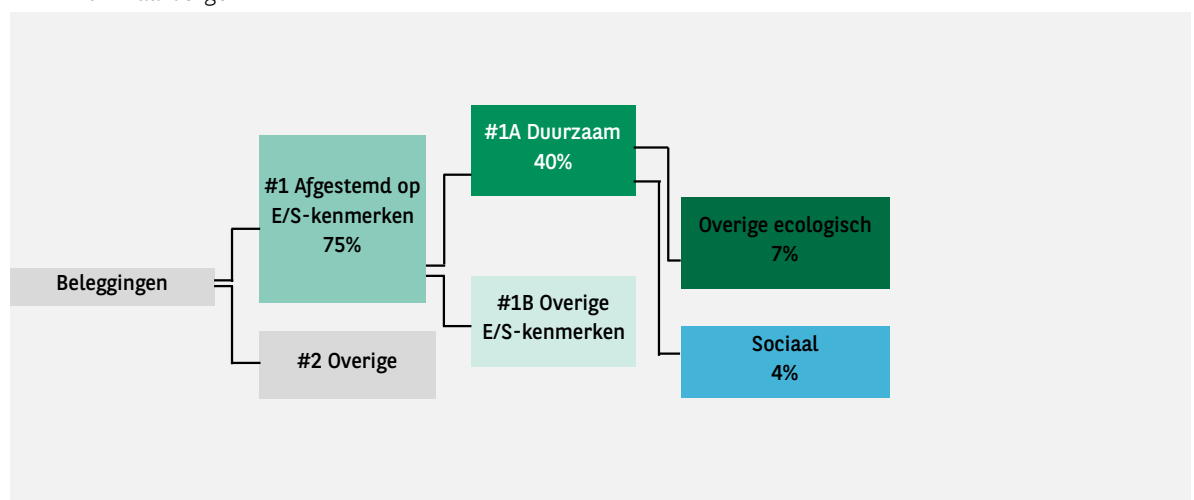 #1A Duurzaam
40%
#1 Afgestemd op
E/S-kenmerken
75%
Overige ecologisch
7%
Beleggingen
#1B Overige
E/S-kenmerken
#2 Overige
Sociaal
4%